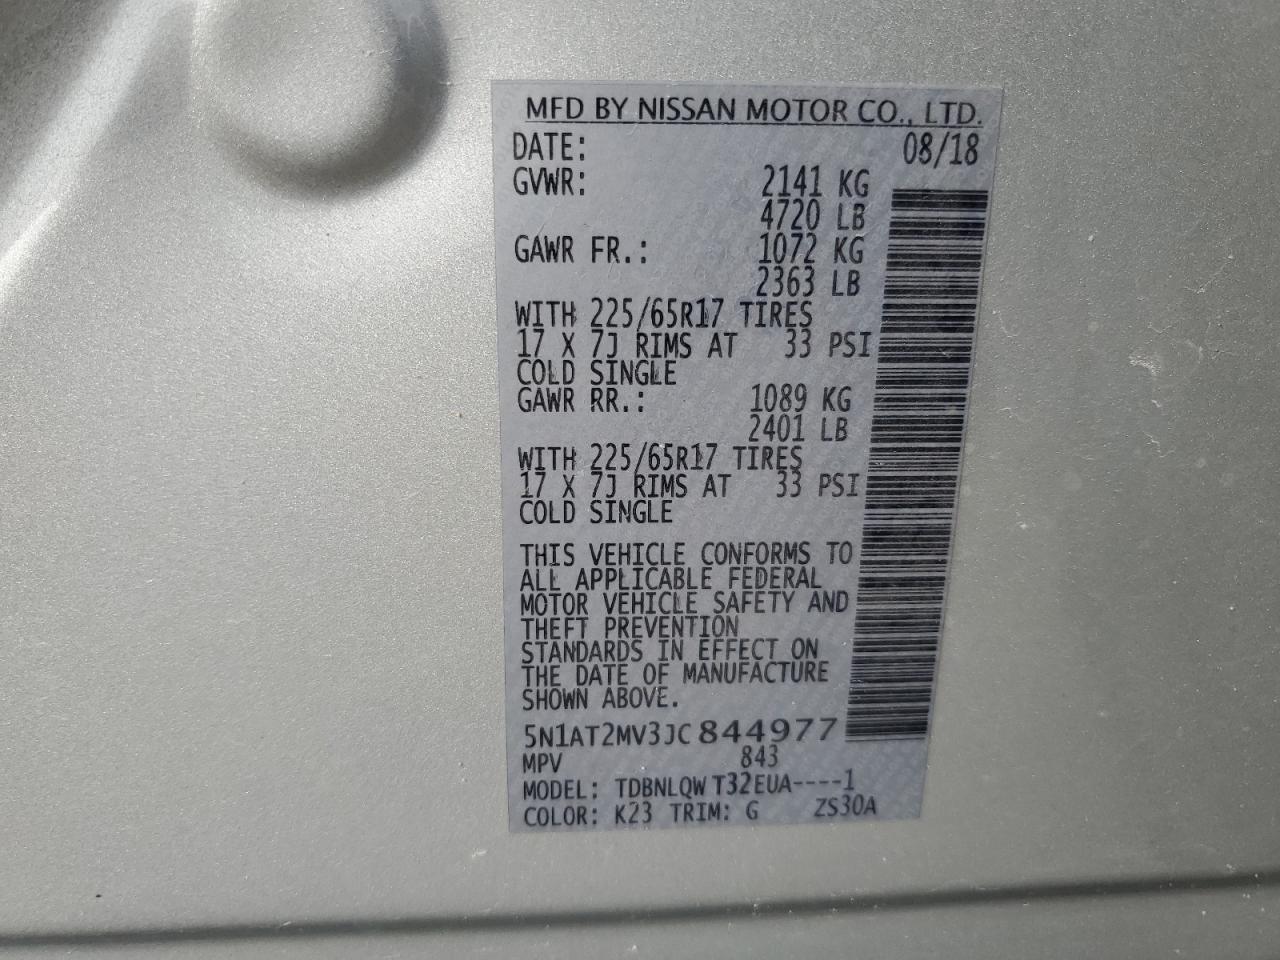 MFD BY NISSAN MOTOR CO., LTD.
DATE: 08/18
GVWR: 2141 KG
4720 LB
GAWR FR.: 1072 KG
2363 LB
WITH 225/65R17 TIRES
17 X 7J RIMS AT 33 PSI
COLD SINGLE
GAWR RR.: 1089 KG
2401 LB
WITH 225/65R17 TIRES
17 X 7J RIMS AT 33 PSI
COLD SINGLE
THIS VEHICLE CONFORMS TO
ALL APPLICABLE FEDERAL
MOTOR VEHICLE SAFETY AND
THEFT PREVENTION
STANDARDS IN EFFECT ON
THE DATE OF MANUFACTURE
SHOWN ABOVE.
5N1AT2MV3JC844977
MPV 843
MODEL: TDBNLQW T32EUA----1
COLOR: K23 TRIM: G ZS30A